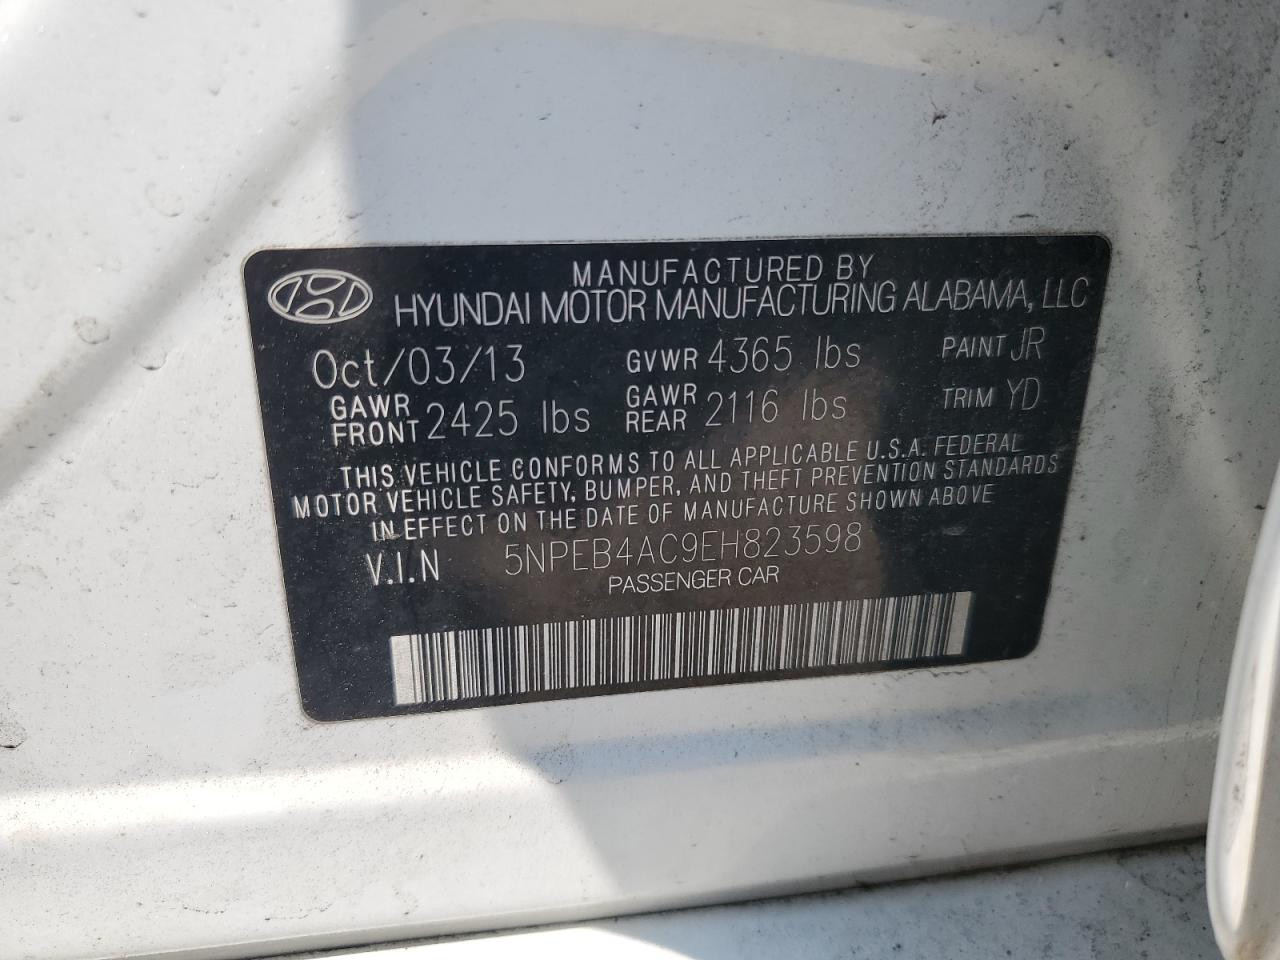 MANUFACTURED BY
HYUNDAI MOTOR MANUFACTURING ALABAMA, LLC
Oct/03/13 GVWR 4365 lbs PAINT JR
GAWR FRONT 2425 lbs GAWR REAR 2116 lbs TRIM YD
THIS VEHICLE CONFORMS TO ALL APPLICABLE U.S.A. FEDERAL
MOTOR VEHICLE SAFETY, BUMPER, AND THEFT PREVENTION STANDARDS
IN EFFECT ON THE DATE OF MANUFACTURE SHOWN ABOVE
V.I.N 5NPEB4AC9EH823598
PASSENGER CAR